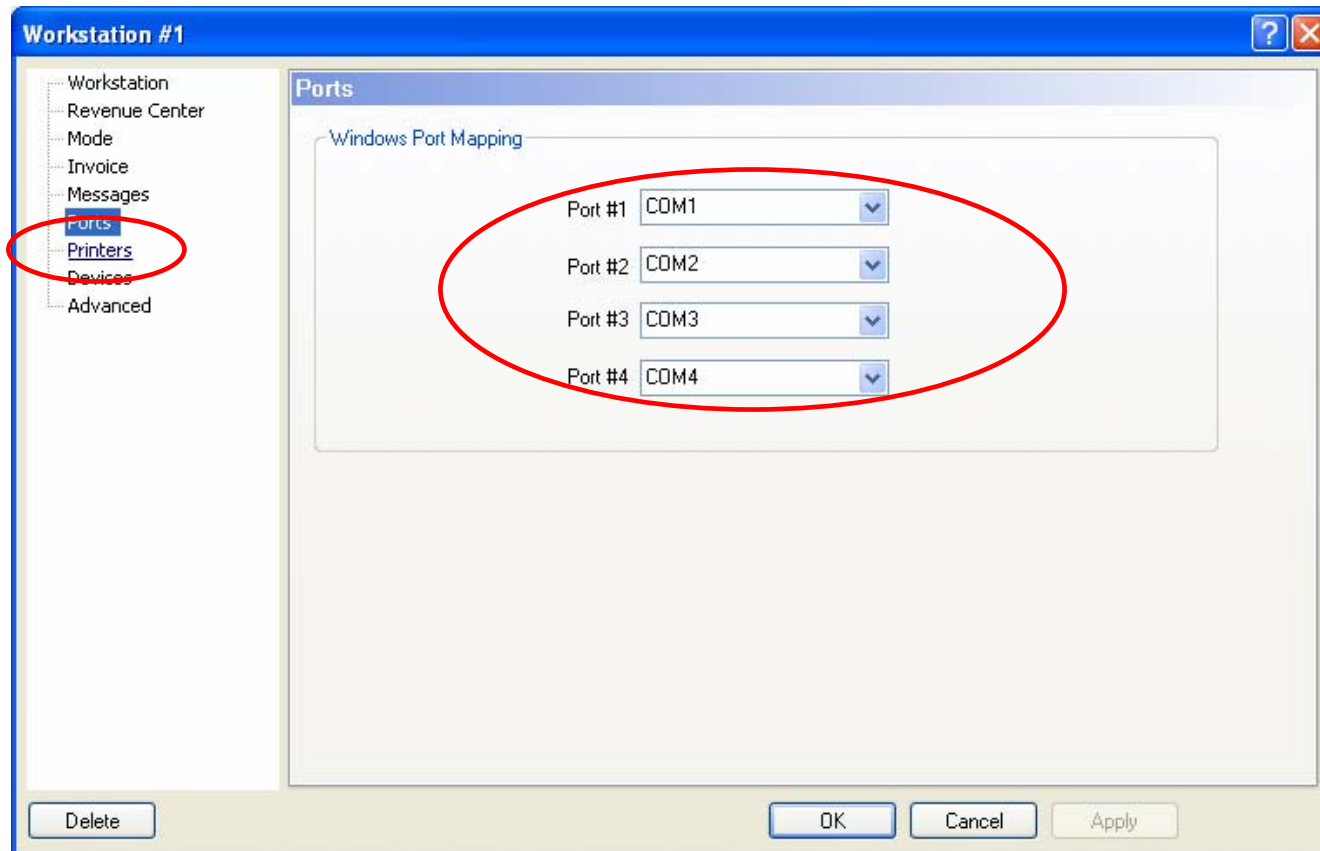 Workstation #1
Workstation
Revenue Center
Mode
Invoice
Messages
Ports
Printers
Devices
Advanced
Ports
Windows Port Mapping
Port #1 COM1
Port #2 COM2
Port #3 COM3
Port #4 COM4
Delete
OK
Cancel
Apply